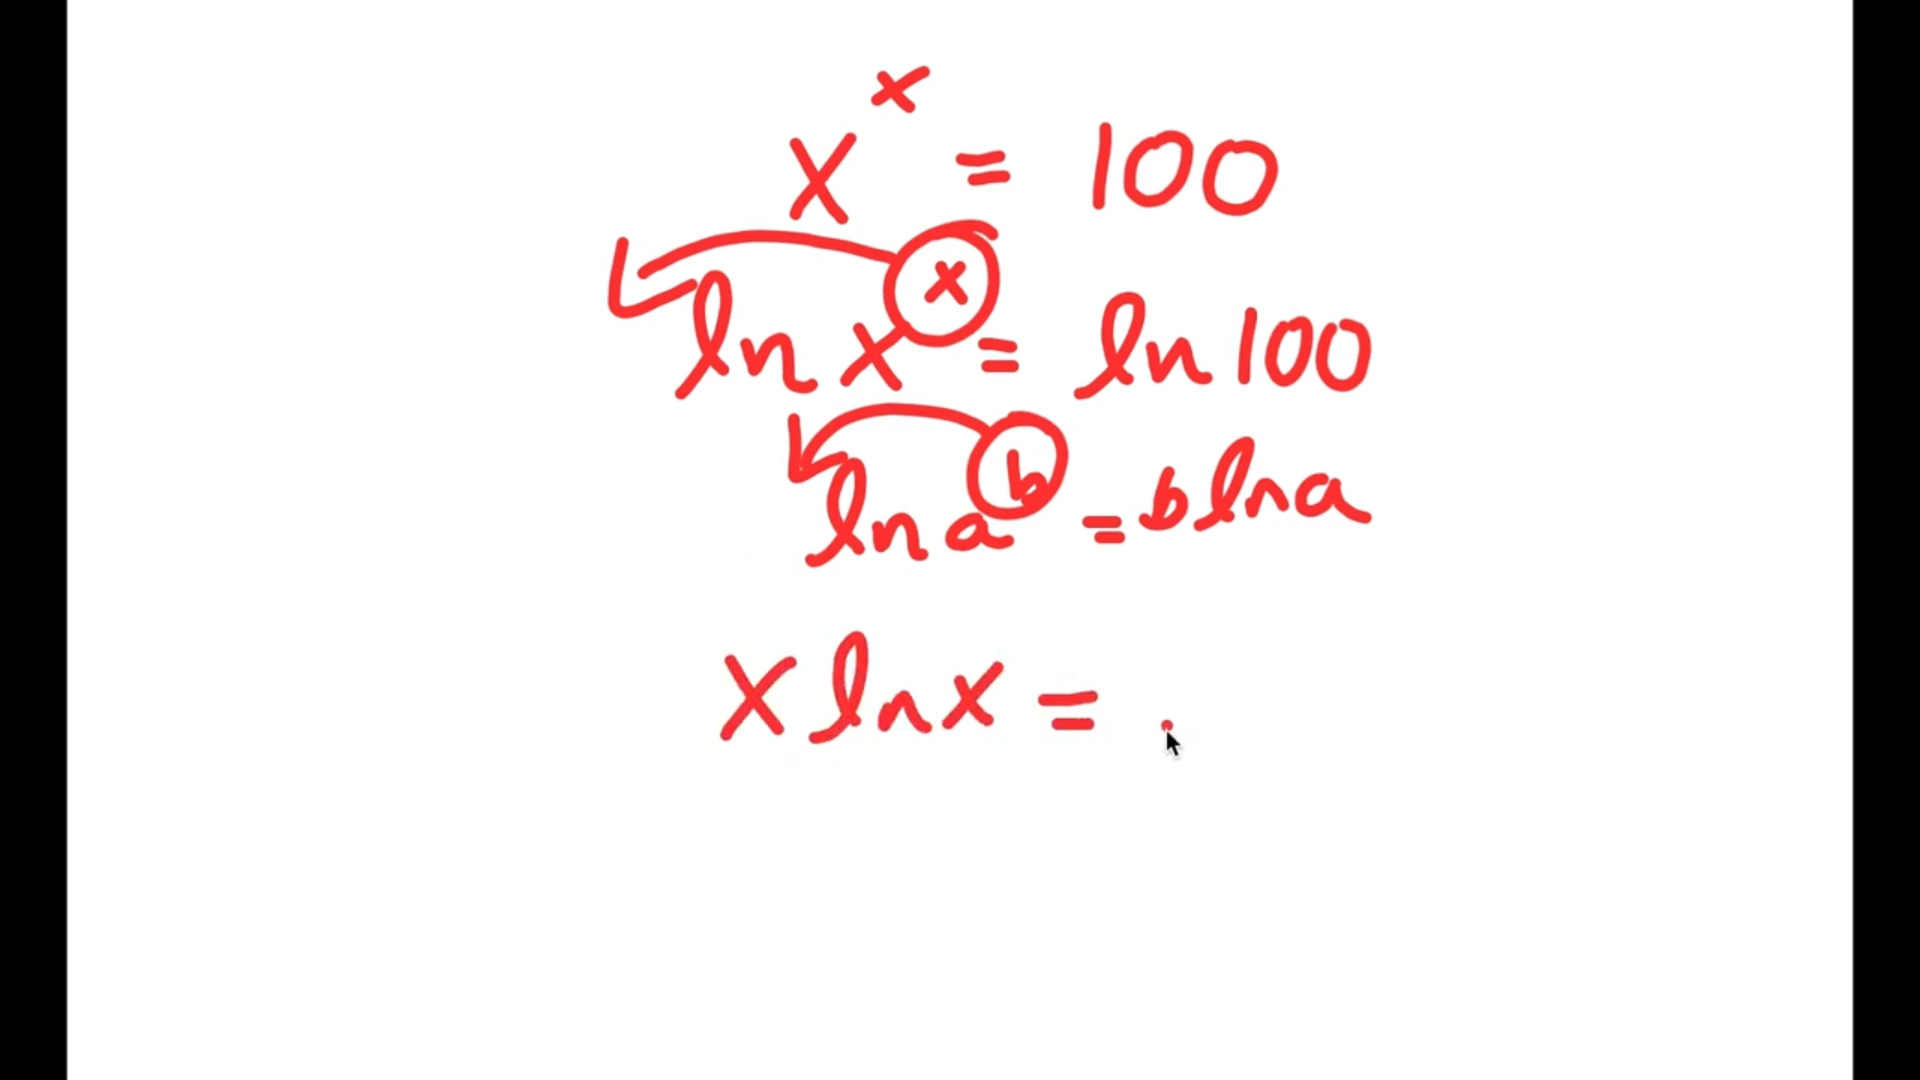 x^x = 100
ln x^x = ln 100
ln a^b = b ln a
x ln x =